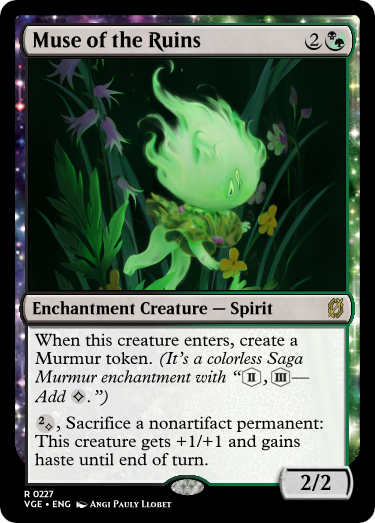 Muse of the Ruins 2
Enchantment Creature — Spirit
When this creature enters, create a
Murmur token. (It's a colorless Saga
Murmur enchantment with “II, III—
Add .”)
2, Sacrifice a nonartifact permanent:
This creature gets +1/+1 and gains
haste until end of turn.
2/2
R 0227
VGE • ENG Angi Pauly Llobet